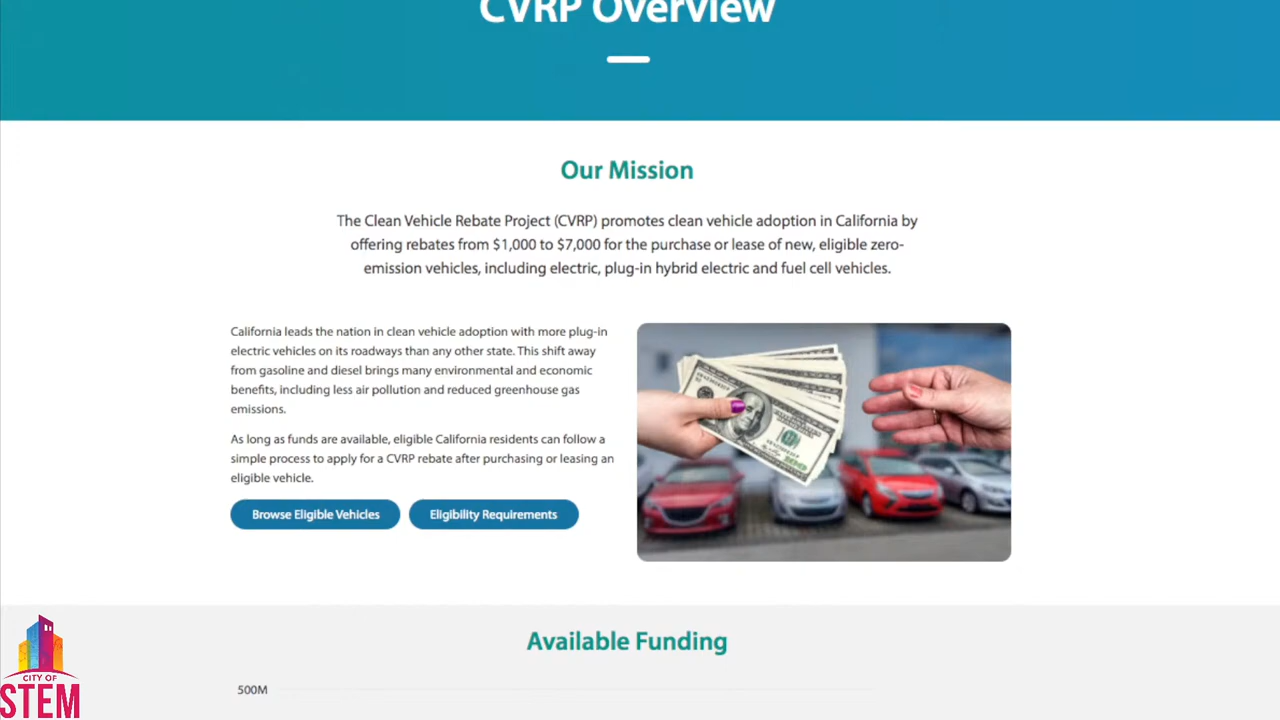 CVRP Overview
Our Mission
The Clean Vehicle Rebate Project (CVRP) promotes clean vehicle adoption in California by
offering rebates from $1,000 to $7,000 for the purchase or lease of new, eligible zero-
emission vehicles, including electric, plug-in hybrid electric and fuel cell vehicles.
California leads the nation in clean vehicle adoption with more plug-in
electric vehicles on its roadways than any other state. This shift away
from gasoline and diesel brings many environmental and economic
benefits, including less air pollution and reduced greenhouse gas
emissions.
As long as funds are available, eligible California residents can follow a
simple process to apply for a CVRP rebate after purchasing or leasing an
eligible vehicle.
Browse Eligible Vehicles
Eligibility Requirements
Available Funding
500M
CITY OF
STEM